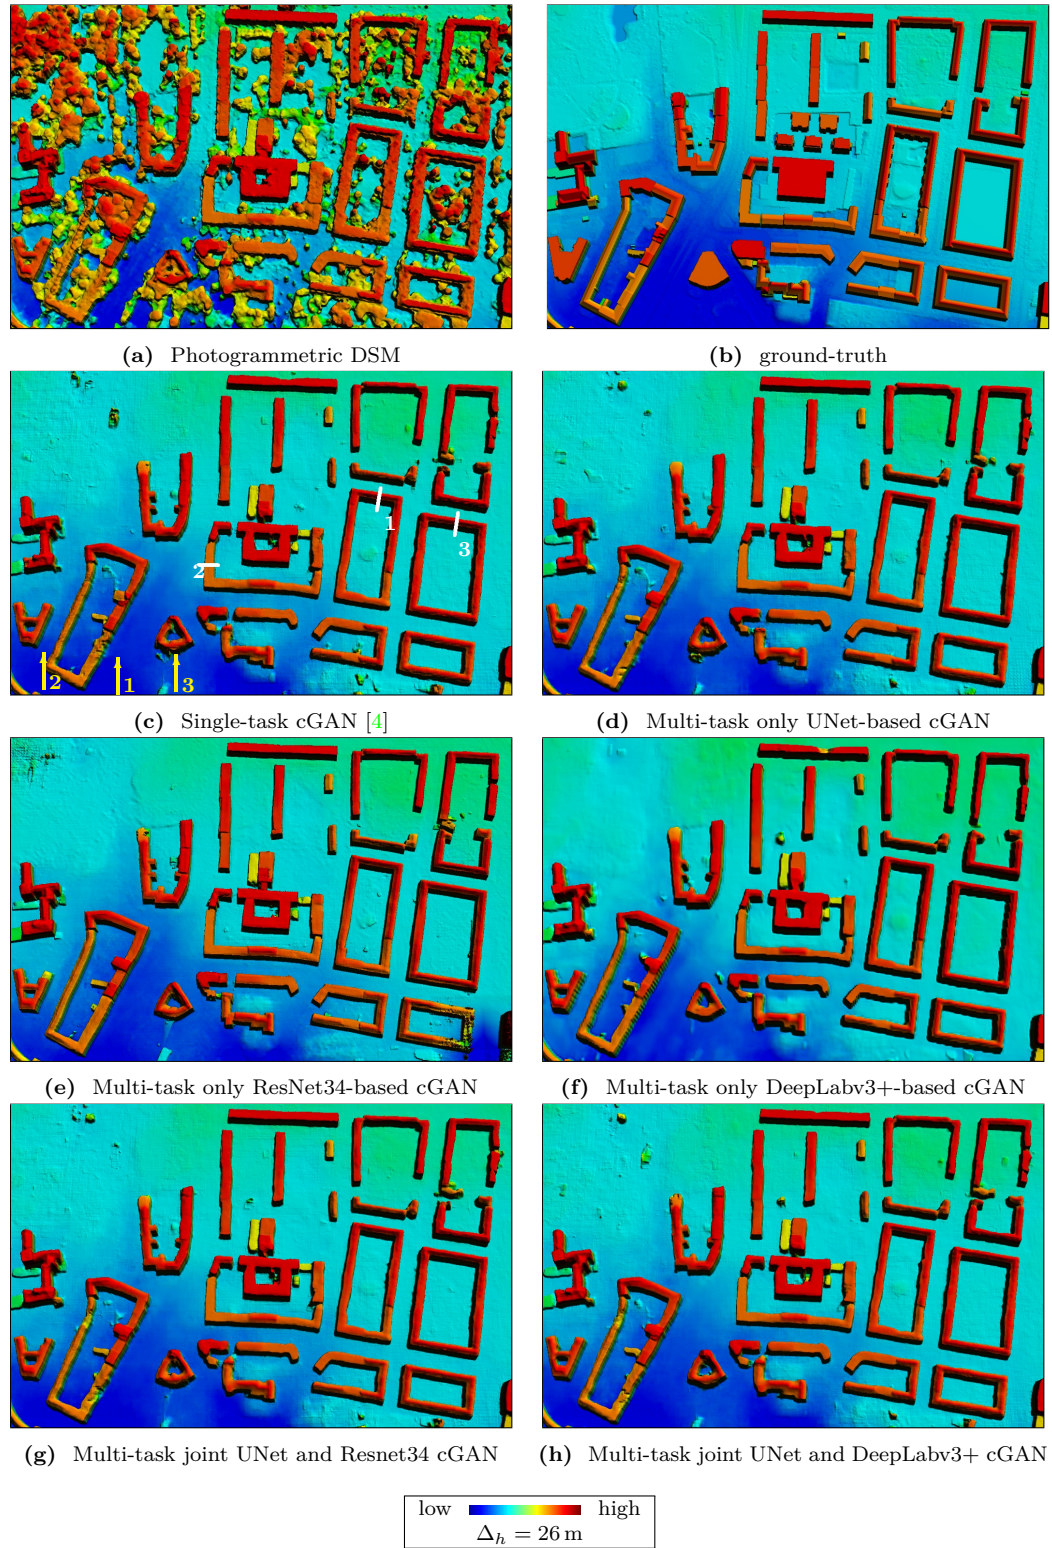 (a) Photogrammetric DSM
(b) ground-truth
1
2
3
2
1
3
(c) Single-task cGAN [4]
(d) Multi-task only UNet-based cGAN
(e) Multi-task only ResNet34-based cGAN
(f) Multi-task only DeepLabv3+-based cGAN
(g) Multi-task joint UNet and Resnet34 cGAN
(h) Multi-task joint UNet and DeepLabv3+ cGAN
low high
Δh = 26 m